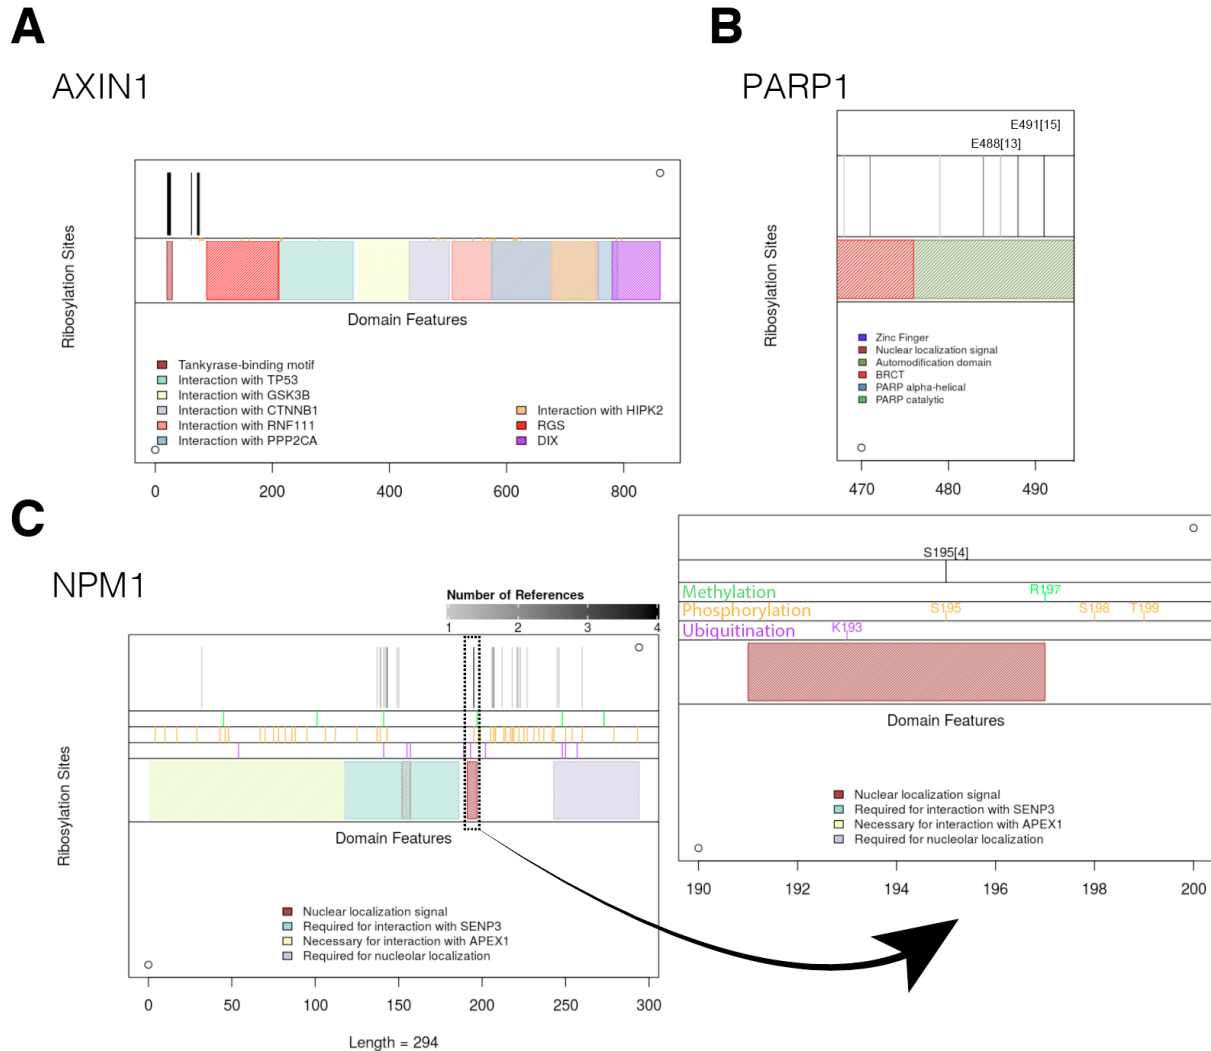 A
AXIN1
Ribosylation Sites
Domain Features
Tankyrase-binding motif
Interaction with TP53
Interaction with GSK3B
Interaction with CTNNB1
Interaction with RNF111
Interaction with PPP2CA
Interaction with HIPK2
RGS
DIX
0 200 400 600 800
B
PARP1
E491[15]
E488[13]
Ribosylation Sites
Zinc Finger
Nuclear localization signal
Automodification domain
BRCT
PARP alpha-helical
PARP catalytic
470 480 490
C
NPM1
Number of References
1 2 3 4
Ribosylation Sites
Domain Features
Nuclear localization signal
Required for interaction with SENP3
Necessary for interaction with APEX1
Required for nucleolar localization
0 50 100 150 200 250 300
Length = 294
S195[4]
Methylation R197
Phosphorylation S195 S198 T199
Ubiquitination K193
Domain Features
Nuclear localization signal
Required for interaction with SENP3
Necessary for interaction with APEX1
Required for nucleolar localization
190 192 194 196 198 200